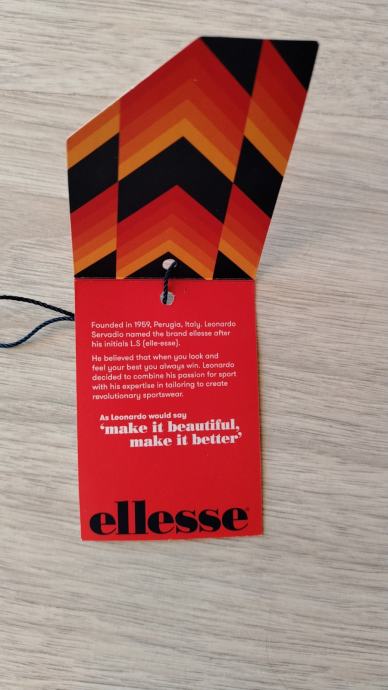 Founded in 1959, Perugia, Italy. Leonardo
Servadio named the brand ellesse after
his initials L.S (elle-esse).
He believed that when you look and
feel your best you always win. Leonardo
decided to combine his passion for sport
with his expertise in tailoring to create
revolutionary sportswear.
As Leonardo would say
‘make it beautiful,
make it better’
ellesse